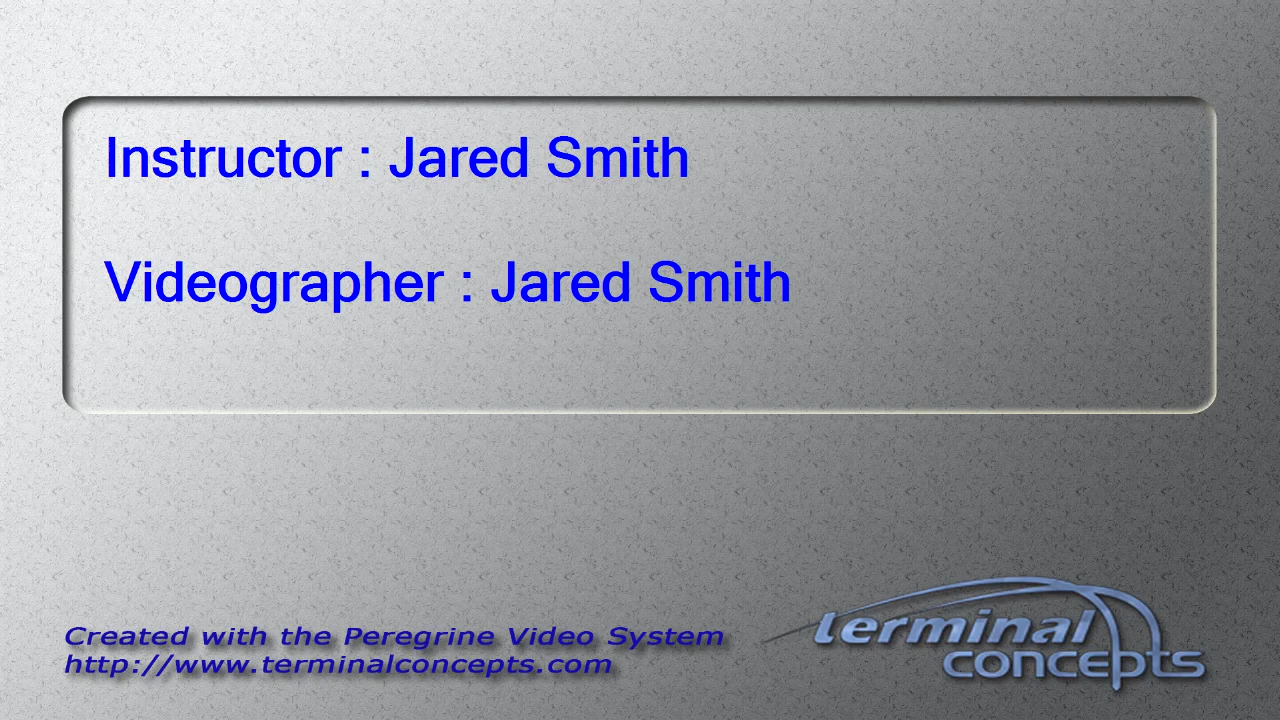 Instructor : Jared Smith
Videographer : Jared Smith
Created with the Peregrine Video System
http://www.terminalconcepts.com
terminal
concepts